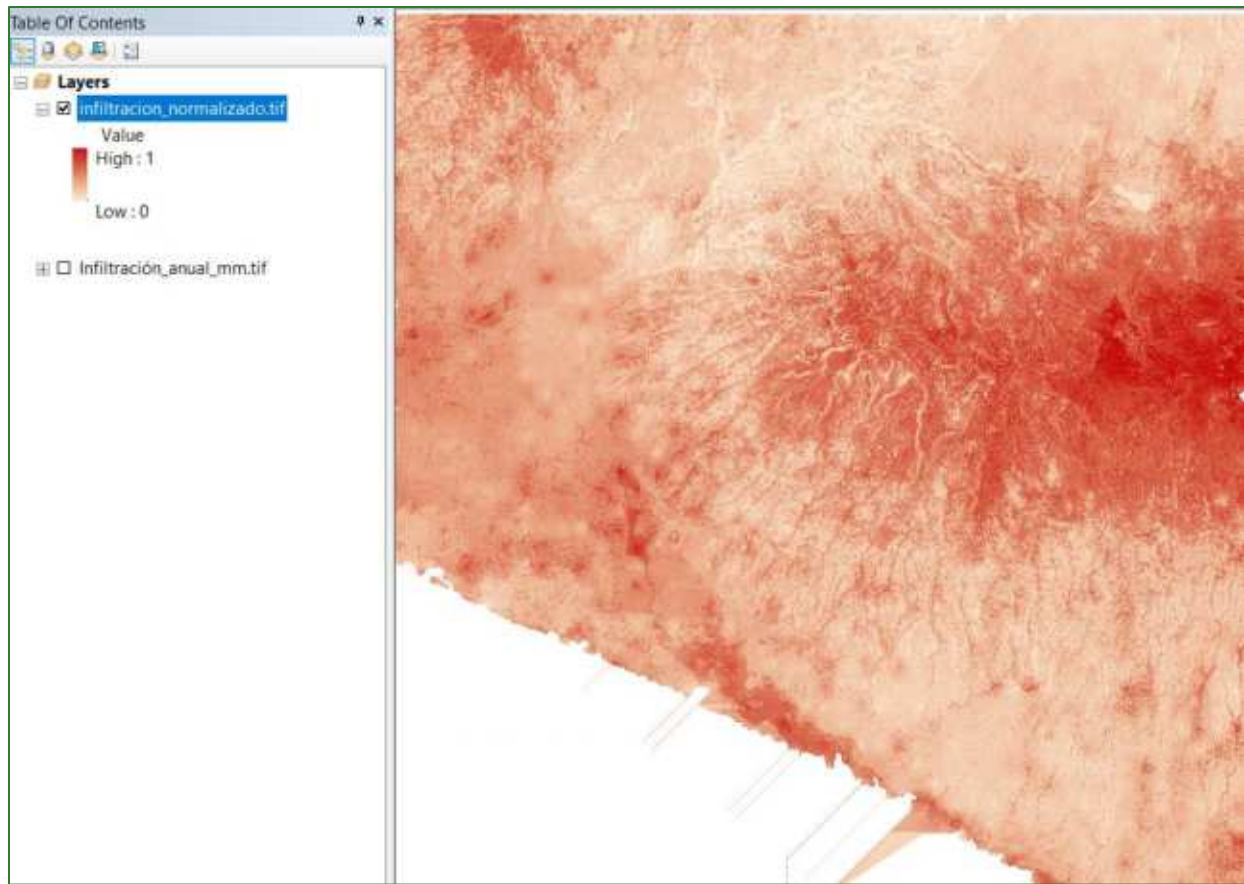 Table Of Contents
Layers
infiltracion_normalizado.tif
Value
High : 1
Low : 0
Infiltración_anual_mm.tif